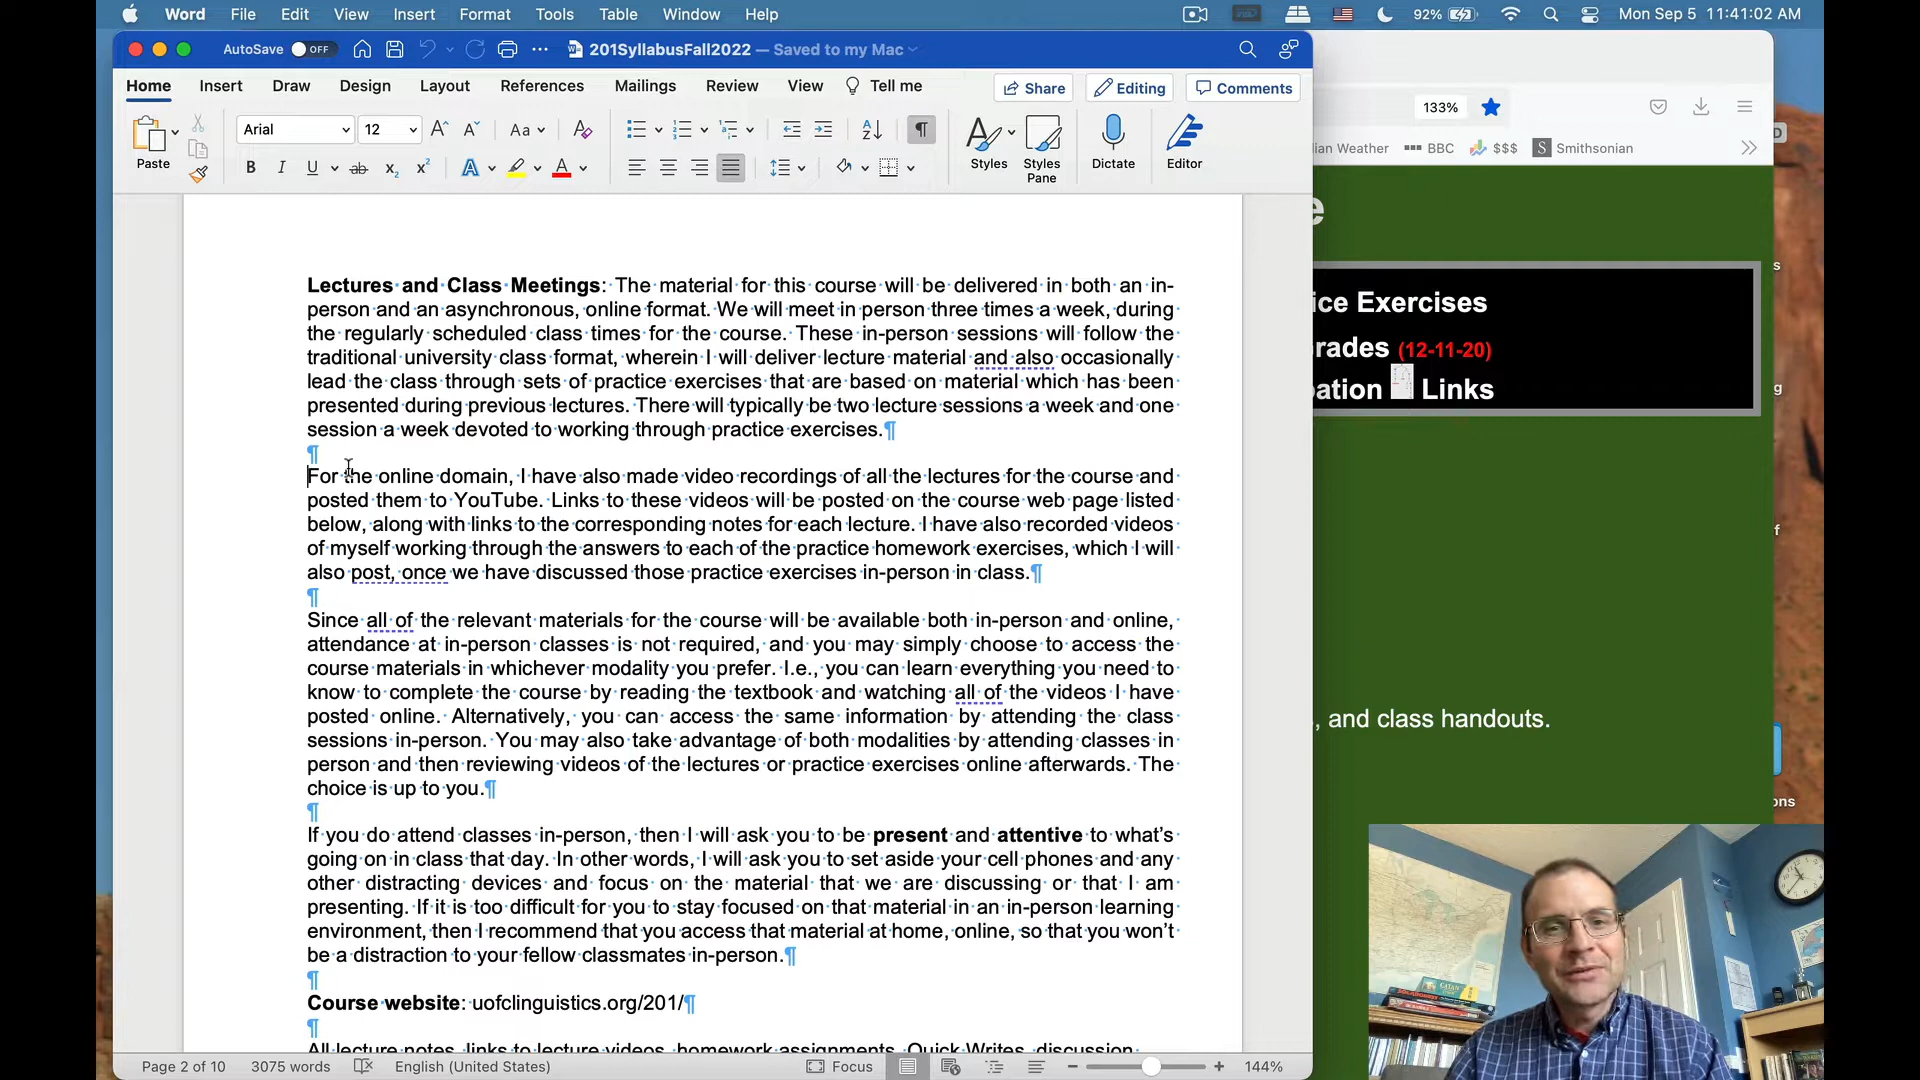 Word File Edit View Insert Format Tools Table Window Help 92% Mon Sep 5 11:41:02 AM
AutoSave OFF 201SyllabusFall2022 — Saved to my Mac
Home Insert Draw Design Layout References Mailings Review View Tell me Share Editing Comments
133%
Paste Arial 12 Aa Styles Styles Pane Dictate Editor
BBC $$$ S Smithsonian
Weather
Lectures and Class Meetings: The material for this course will be delivered in both an in-
person and an asynchronous, online format. We will meet in person three times a week, during
the regularly scheduled class times for the course. These in-person sessions will follow the
traditional university class format, wherein I will deliver lecture material and also occasionally
lead the class through sets of practice exercises that are based on material which has been
presented during previous lectures. There will typically be two lecture sessions a week and one
session a week devoted to working through practice exercises.¶
¶
For the online domain, I have also made video recordings of all the lectures for the course and
posted them to YouTube. Links to these videos will be posted on the course web page listed
below, along with links to the corresponding notes for each lecture. I have also recorded videos
of myself working through the answers to each of the practice homework exercises, which I will
also post, once we have discussed those practice exercises in-person in class.¶
¶
Since all of the relevant materials for the course will be available both in-person and online,
attendance at in-person classes is not required, and you may simply choose to access the
course materials in whichever modality you prefer. I.e., you can learn everything you need to
know to complete the course by reading the textbook and watching all of the videos I have
posted online. Alternatively, you can access the same information by attending the class
sessions in-person. You may also take advantage of both modalities by attending classes in
person and then reviewing videos of the lectures or practice exercises online afterwards. The
choice is up to you.¶
¶
If you do attend classes in-person, then I will ask you to be present and attentive to what's
going on in class that day. In other words, I will ask you to set aside your cell phones and any
other distracting devices and focus on the material that we are discussing or that I am
presenting. If it is too difficult for you to stay focused on that material in an in-person learning
environment, then I recommend that you access that material at home, online, so that you won't
be a distraction to your fellow classmates in-person.¶
¶
Course website: uofclinguistics.org/201/¶
¶
All lecture notes, links to lecture videos, homework assignments, Quick Writes, discussion
ice Exercises
Grades (12-11-20)
pation Links
, and class handouts.
CATAN
Page 2 of 10 3075 words English (United States) Focus 144%